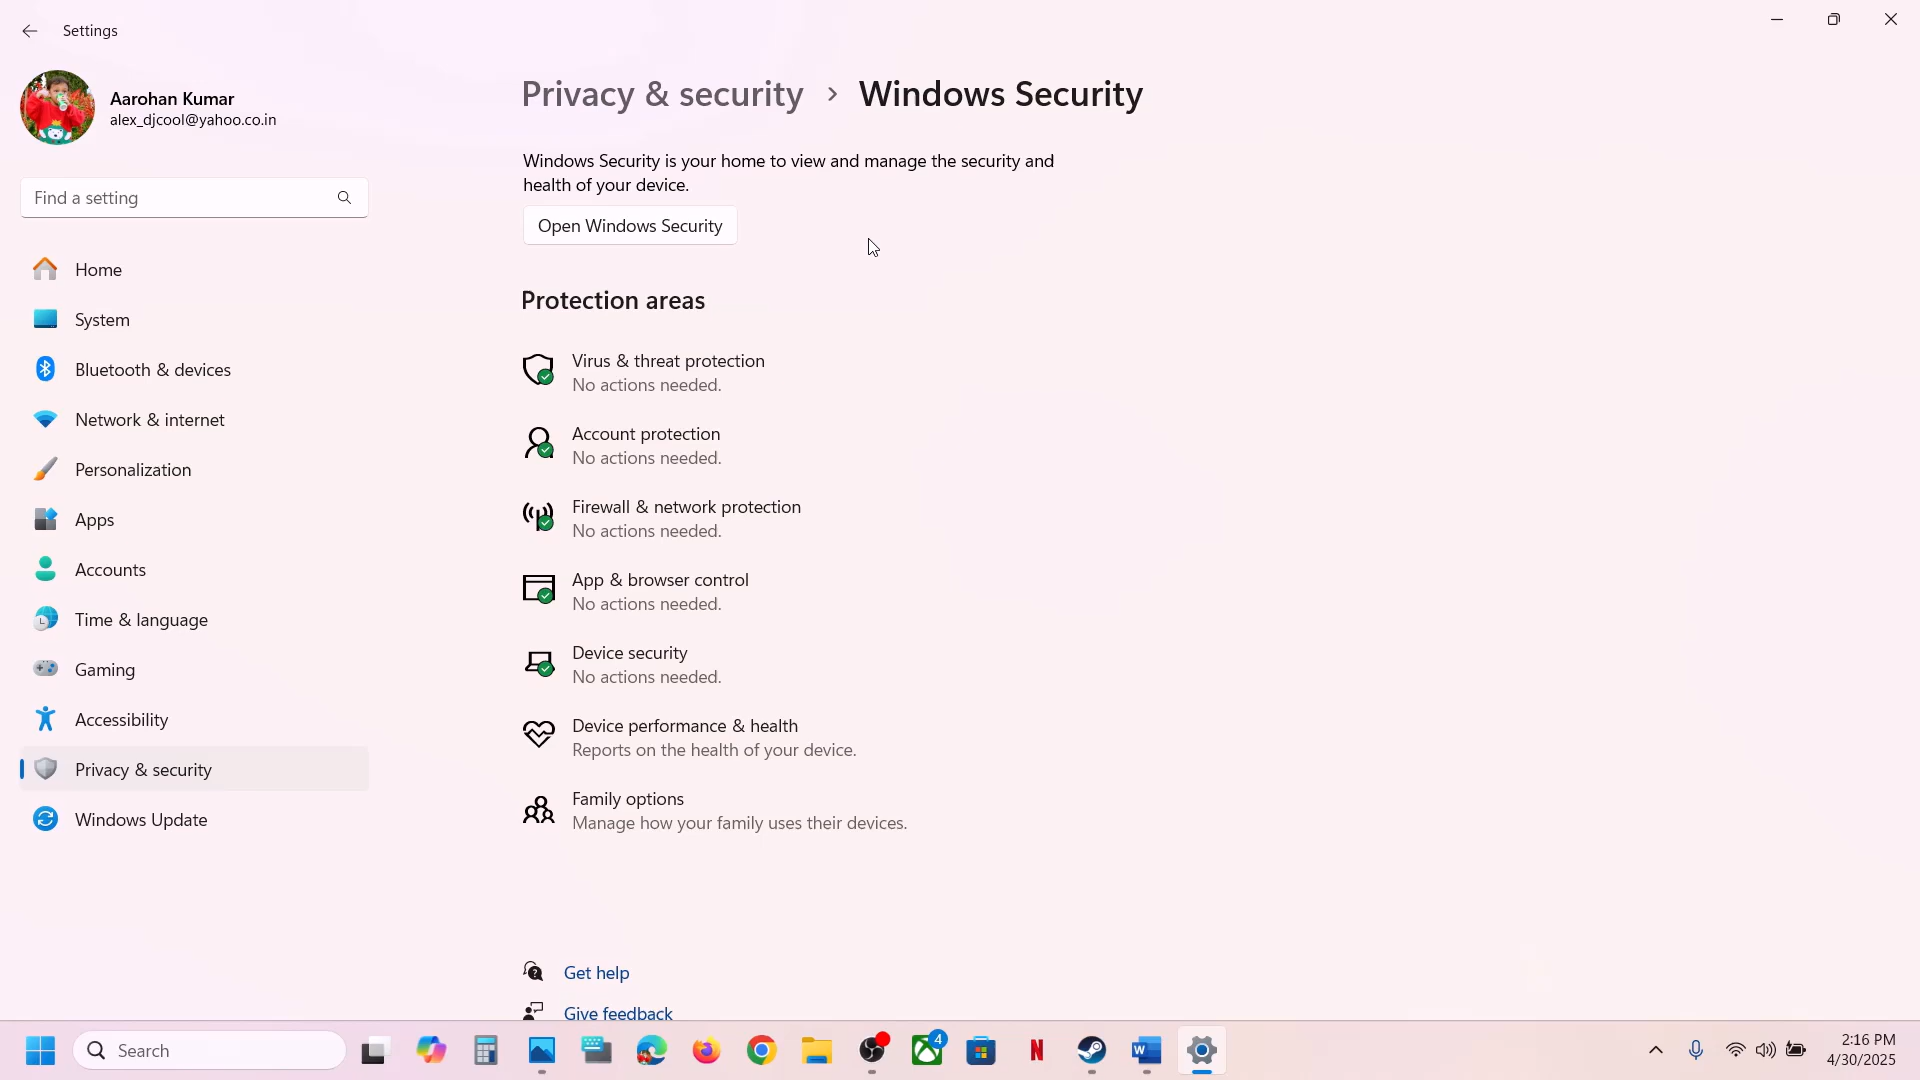 Settings
Aarohan Kumar
alex_djcool@yahoo.co.in
Find a setting
Home
System
Bluetooth & devices
Network & internet
Personalization
Apps
Accounts
Time & language
Gaming
Accessibility
Privacy & security
Windows Update
Privacy & security > Windows Security
Windows Security is your home to view and manage the security and
health of your device.
Open Windows Security
Protection areas
Virus & threat protection
No actions needed.
Account protection
No actions needed.
Firewall & network protection
No actions needed.
App & browser control
No actions needed.
Device security
No actions needed.
Device performance & health
Reports on the health of your device.
Family options
Manage how your family uses their devices.
Get help
Give feedback
Search
4
N
W
2:16 PM
4/30/2025